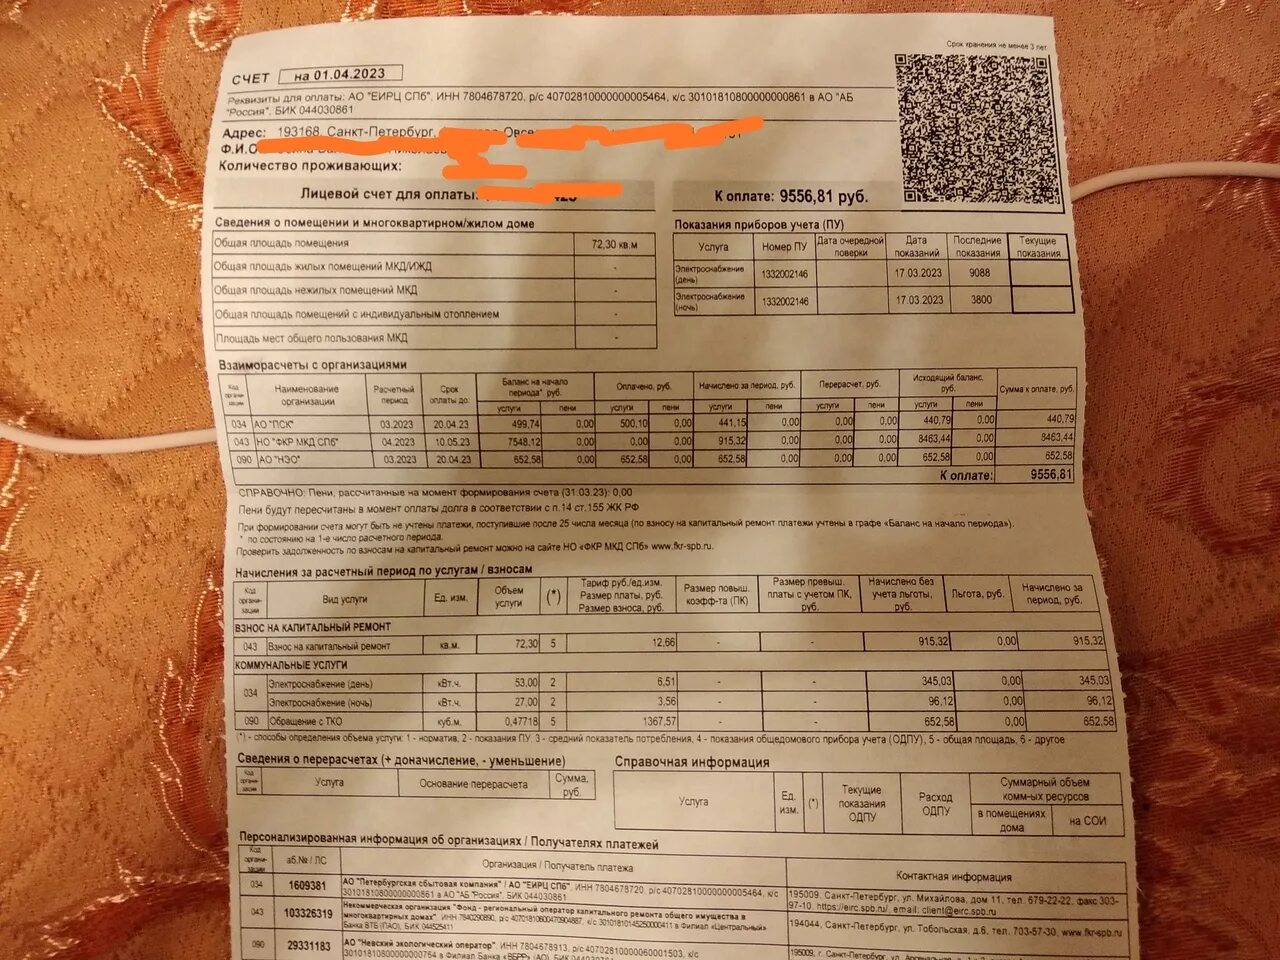 Срок хранения не менее 3 лет.
СЧЕТ на 01.04.2023
Реквизиты для оплаты: АО "ЕИРЦ СПб", ИНН 7804678720, р/с 40702810000000005464, к/с 30101810800000000861 в АО "АБ
"Россия", БИК 044030861
Адрес: 193168, Санкт-Петербург,
Ф.И.О
Количество проживающих:
Лицевой счет для оплаты:
К оплате: 9556,81 руб.
Сведения о помещении и многоквартирном/жилом доме
Общая площадь помещения 72,30 кв.м
Общая площадь жилых помещений МКД/ИЖД -
Общая площадь нежилых помещений МКД -
Общая площадь помещений с индивидуальным отоплением -
Площадь мест общего пользования МКД -
Показания приборов учета (ПУ)
Услуга Номер ПУ Дата очередной поверки Дата показаний Последние показания Текущие показания
Электроснабжение (день) 1332002146 17.03.2023 9088
Электроснабжение (ночь) 1332002146 17.03.2023 3800
Взаиморасчеты с организациями
Код организации Наименование организации Расчетный период Срок оплаты до: Баланс на начало периода* руб. Оплачено, руб. Начислено за период, руб. Перерасчет, руб. Исходящий баланс, руб. Сумма к оплате, руб.
услуги пени услуги пени услуги пени услуги пени услуги пени
034 АО "ПСК" 03.2023 20.04.23 499,74 0,00 500,10 0,00 441,15 0,00 0,00 0,00 440,79 0,00 440,79
043 НО "ФКР МКД СПб" 04.2023 10.05.23 7548,12 0,00 0,00 0,00 915,32 0,00 0,00 0,00 8463,44 0,00 8463,44
090 АО "НЭО" 03.2023 20.04.23 652,58 0,00 652,58 0,00 652,58 0,00 0,00 0,00 652,58 0,00 652,58
К оплате: 9556,81
СПРАВОЧНО: Пени, рассчитанные на момент формирования счета (31.03.23): 0,00
Пени будут пересчитаны в момент оплаты долга в соответствии с п.14 ст.155 ЖК РФ
При формировании счета могут быть не учтены платежи, поступившие после 25 числа месяца (по взносу на капитальный ремонт платежи учтены в графе «Баланс на начало периода»).
* по состоянию на 1-е число расчетного периода.
Проверить задолженность по взносам на капитальный ремонт можно на сайте НО «ФКР МКД СПб» www.fkr-spb.ru.
Начисления за расчетный период по услугам / взносам
Код организации Вид услуги Ед. изм. Объем услуги (*) Тариф руб./ед.изм. Размер платы, руб. Размер взноса, руб. Размер повыш. коэфф-та (ПК) Размер превыш. платы с учетом ПК, руб. Начислено без учета льготы, руб. Льгота, руб. Начислено за период, руб.
ВЗНОС НА КАПИТАЛЬНЫЙ РЕМОНТ
043 Взнос на капитальный ремонт кв.м. 72,30 5 12,66 - - 915,32 0,00 915,32
КОММУНАЛЬНЫЕ УСЛУГИ
034 Электроснабжение (день) кВт.ч. 53,00 2 6,51 - - 345,03 0,00 345,03
Электроснабжение (ночь) кВт.ч. 27,00 2 3,56 - - 96,12 0,00 96,12
090 Обращение с ТКО куб.м. 0,47718 5 1367,57 - - 652,58 0,00 652,58
(*) - способы определения объема услуги: 1 - норматив, 2 - показания ПУ, 3 - средний показатель потребления, 4 - показания общедомового прибора учета (ОДПУ), 5 - общая площадь, 6 - другое
Сведения о перерасчетах (+ доначисление, - уменьшение)
Код организации Услуга Основание перерасчета Сумма, руб.
Справочная информация
Услуга Ед. изм. (*) Текущие показания ОДПУ Расход ОДПУ Суммарный объем комм-ых ресурсов
в помещениях дома на СОИ
Персонализированная информация об организациях / Получателях платежей
Код организации аб.№ / ЛС Организация / Получатель платежа Контактная информация
034 1609381 АО "Петербургская сбытовая компания" / АО "ЕИРЦ СПб", ИНН 7804678720, р/с 40702810000000005464, к/с
30101810800000000861 в АО "АБ "Россия", БИК 044030861
195009, Санкт-Петербург, ул. Михайлова, дом 11, тел. 679-22-22, факс 303-
97-10, https://eirc.spb.ru/, email: client@eirc.spb.ru
043 103326319 Некоммерческая организация "Фонд - региональный оператор капитального ремонта общего имущества в
многоквартирных домах", ИНН 7840290890, р/с
Банка ВТБ (ПАО), БИК 044525411
194044, Санкт-Петербург, ул. Тобольская, д.6, тел. 703-57-30, www.fkr-spb.ru
090 29331183 АО "Невский экологический оператор", ИНН 7804678913, р/с
в Филиал Банка «ВБРР» (АО), БИК
195009, г. Санкт-Петербург,